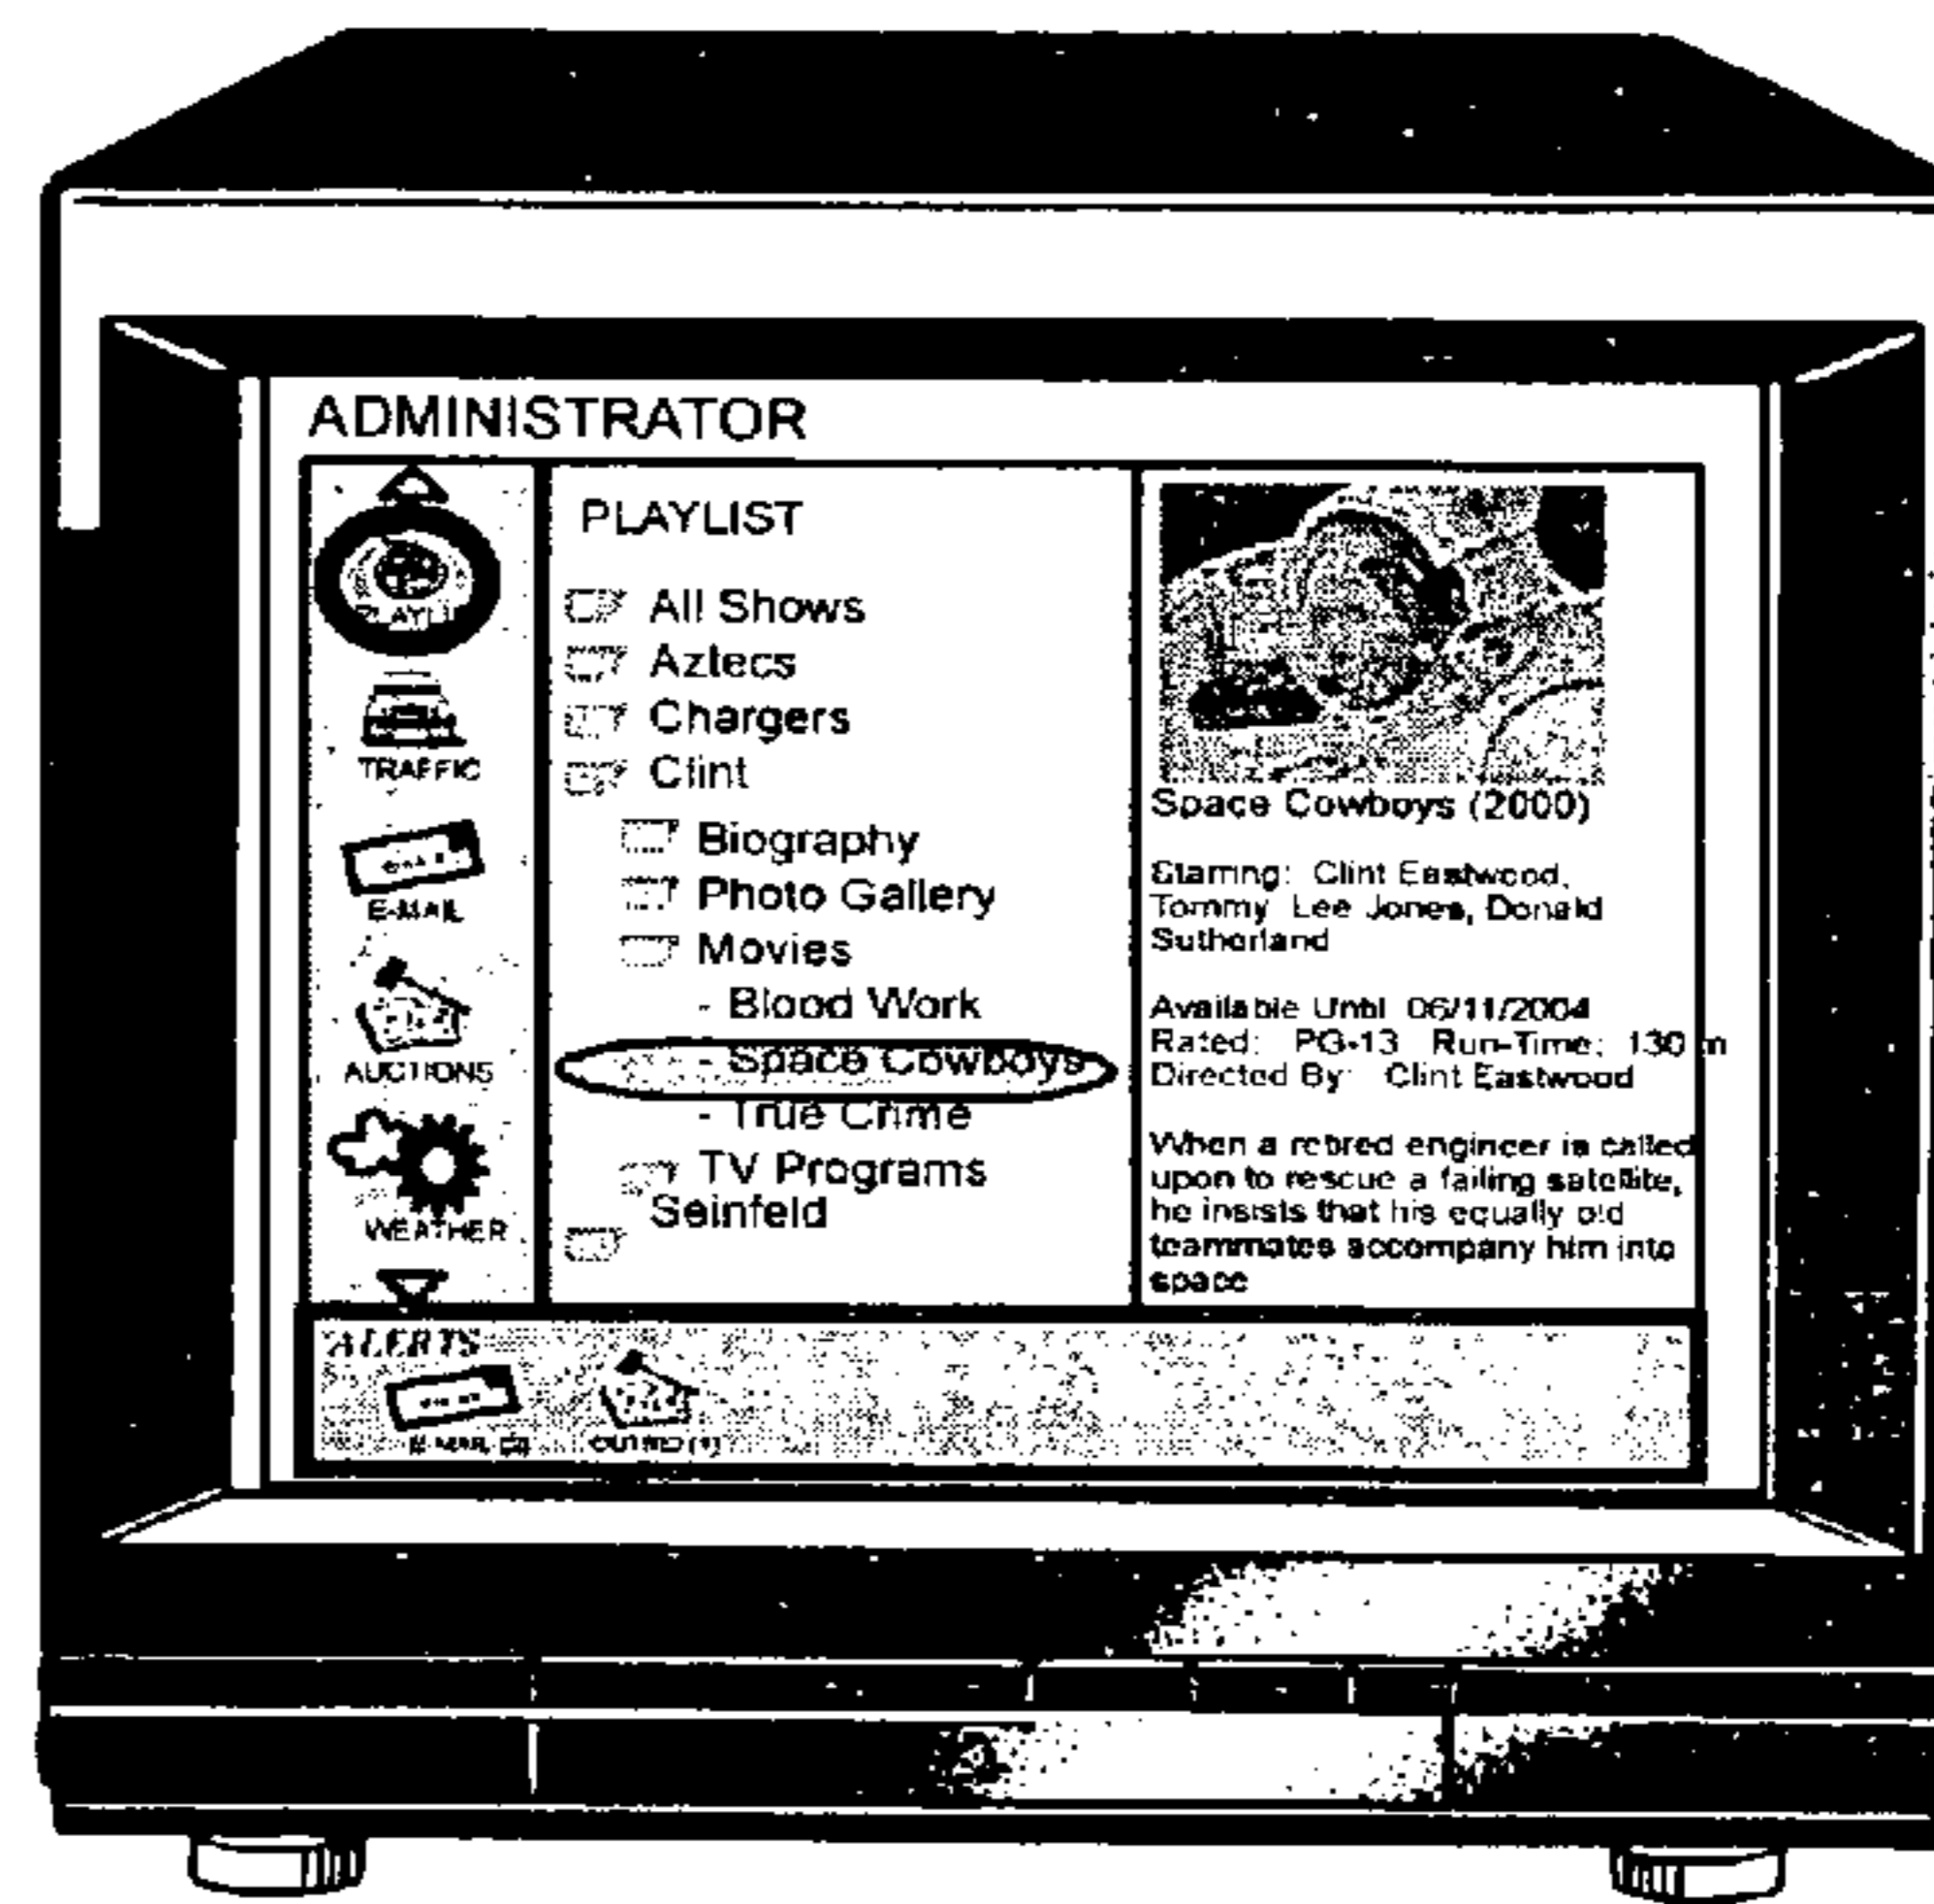 ADMINISTRATOR
TRAFFIC
E-MAIL
AUCTIONS
WEATHER
PLAYLIST
All Shows
Aztecs
Chargers
Clint
Biography
Photo Gallery
Movies
- Blood Work
- Space Cowboys
- True Crime
TV Programs
Seinfeld
Space Cowboys (2000)
Starring: Clint Eastwood,
Tommy Lee Jones, Donald
Sutherland
Available Until 06/11/2004
Rated: PG-13 Run-Time: 130 m
Directed By: Clint Eastwood
When a retired engineer is called
upon to rescue a failing satellite,
he insists that his equally old
teammates accompany him into
space
ALERTS
E-MAIL
OUTBID (1)